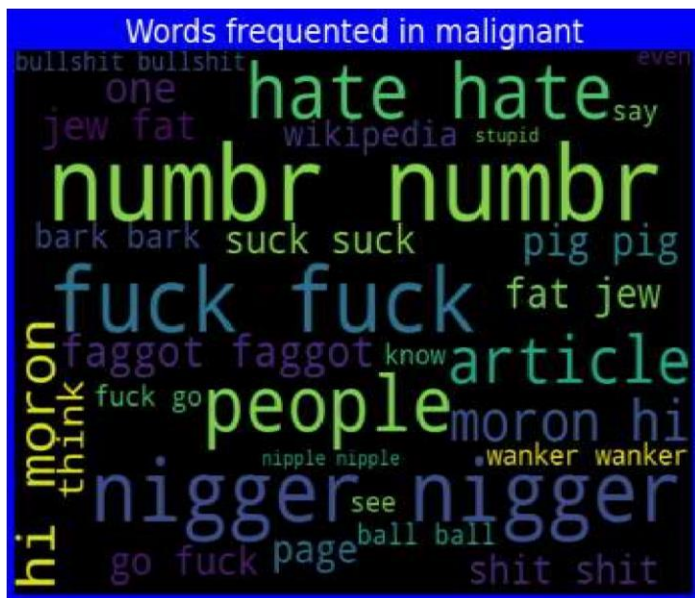 Words frequented in malignant
bullshit bullshit
even
one
hate hate
say
jew fat
wikipedia
stupid
numbr numbr
bark bark
suck suck
pig pig
fuck fuck
fat jew
faggot faggot
know
article
hi moron
think
fuck go
people
moron hi
nipple nipple
wanker wanker
nigger nigger
see
ball ball
go fuck
page
shit shit